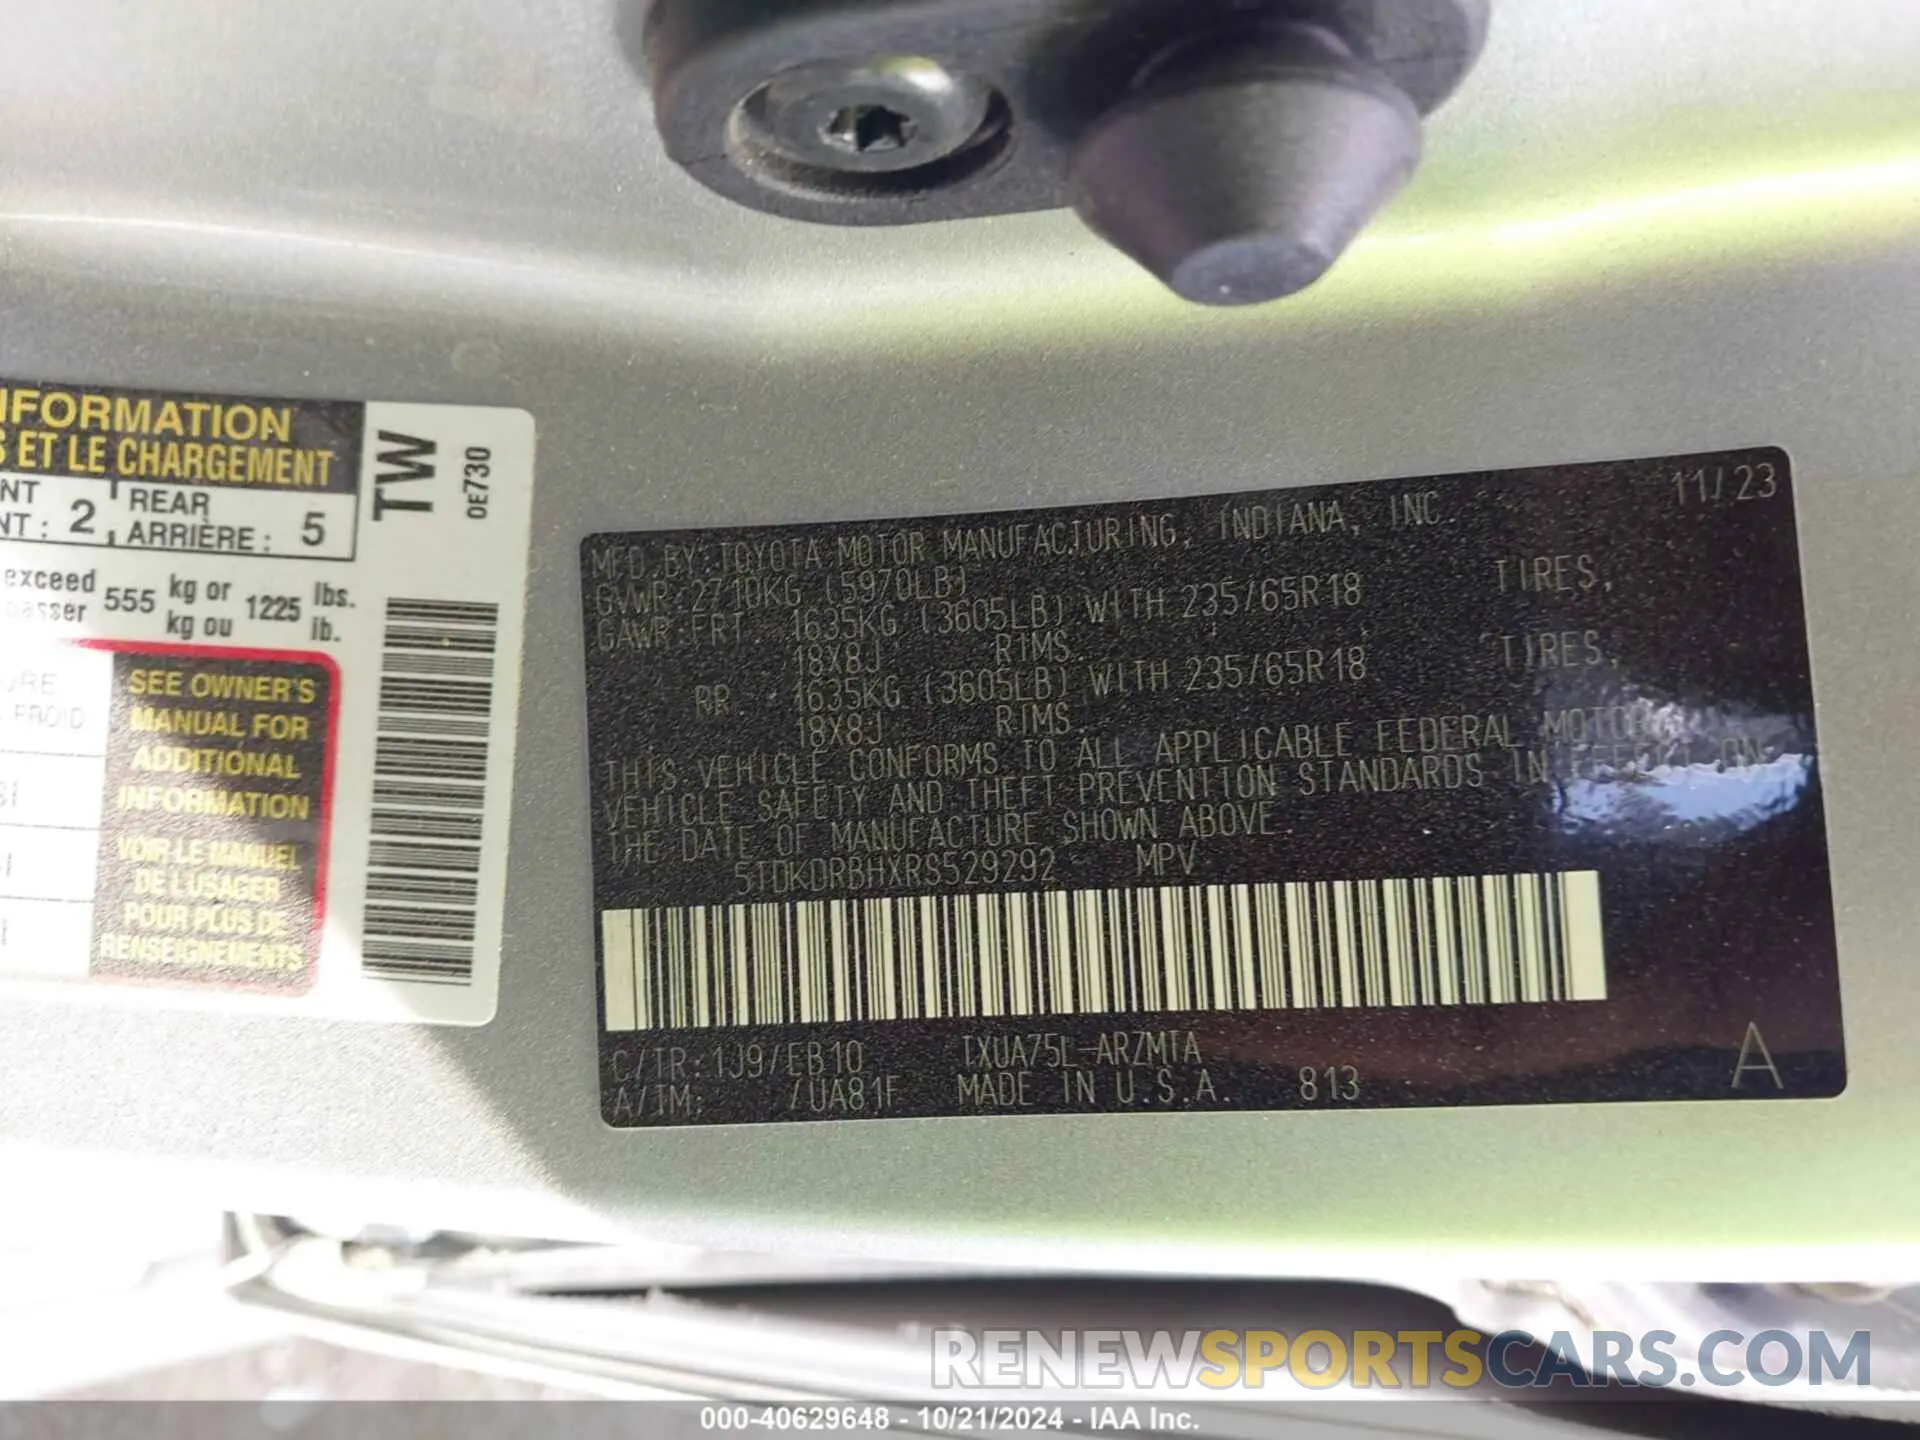 INFORMATION
S ET LE CHARGEMENT
NT 2 REAR
NT : ARRIÈRE : 5
exceed 555 kg or 1225 lbs.
kg ou lb.
FROID
SEE OWNER'S
MANUAL FOR
ADDITIONAL
INFORMATION
VOIR LE MANUEL
DE L'USAGER
POUR PLUS DE
RENSEIGNEMENTS
TW
0E730
11/23
MFD.BY:TOYOTA MOTOR MANUFACTURING, INDIANA, INC.
GVWR:2710KG (5970LB)
GAWR:FRT. 1635KG (3605LB) WITH 235/65R18 TIRES,
18X8J RIMS.
RR 1635KG (3605LB) WITH 235/65R18 TIRES,
18X8J RIMS.
THIS VEHICLE CONFORMS TO ALL APPLICABLE FEDERAL MOTOR
VEHICLE SAFETY AND THEFT PREVENTION STANDARDS IN EFFECT ON
THE DATE OF MANUFACTURE SHOWN ABOVE.
5TDKDRBHXRS529292 MPV
C/TR:1J9/EB10 TXUA75L-ARZMTA
A/TM: /UA81F MADE IN U.S.A. 813
A
RENEWSPORTSCARS.COM
000-40629648 - 10/21/2024 - IAA Inc.